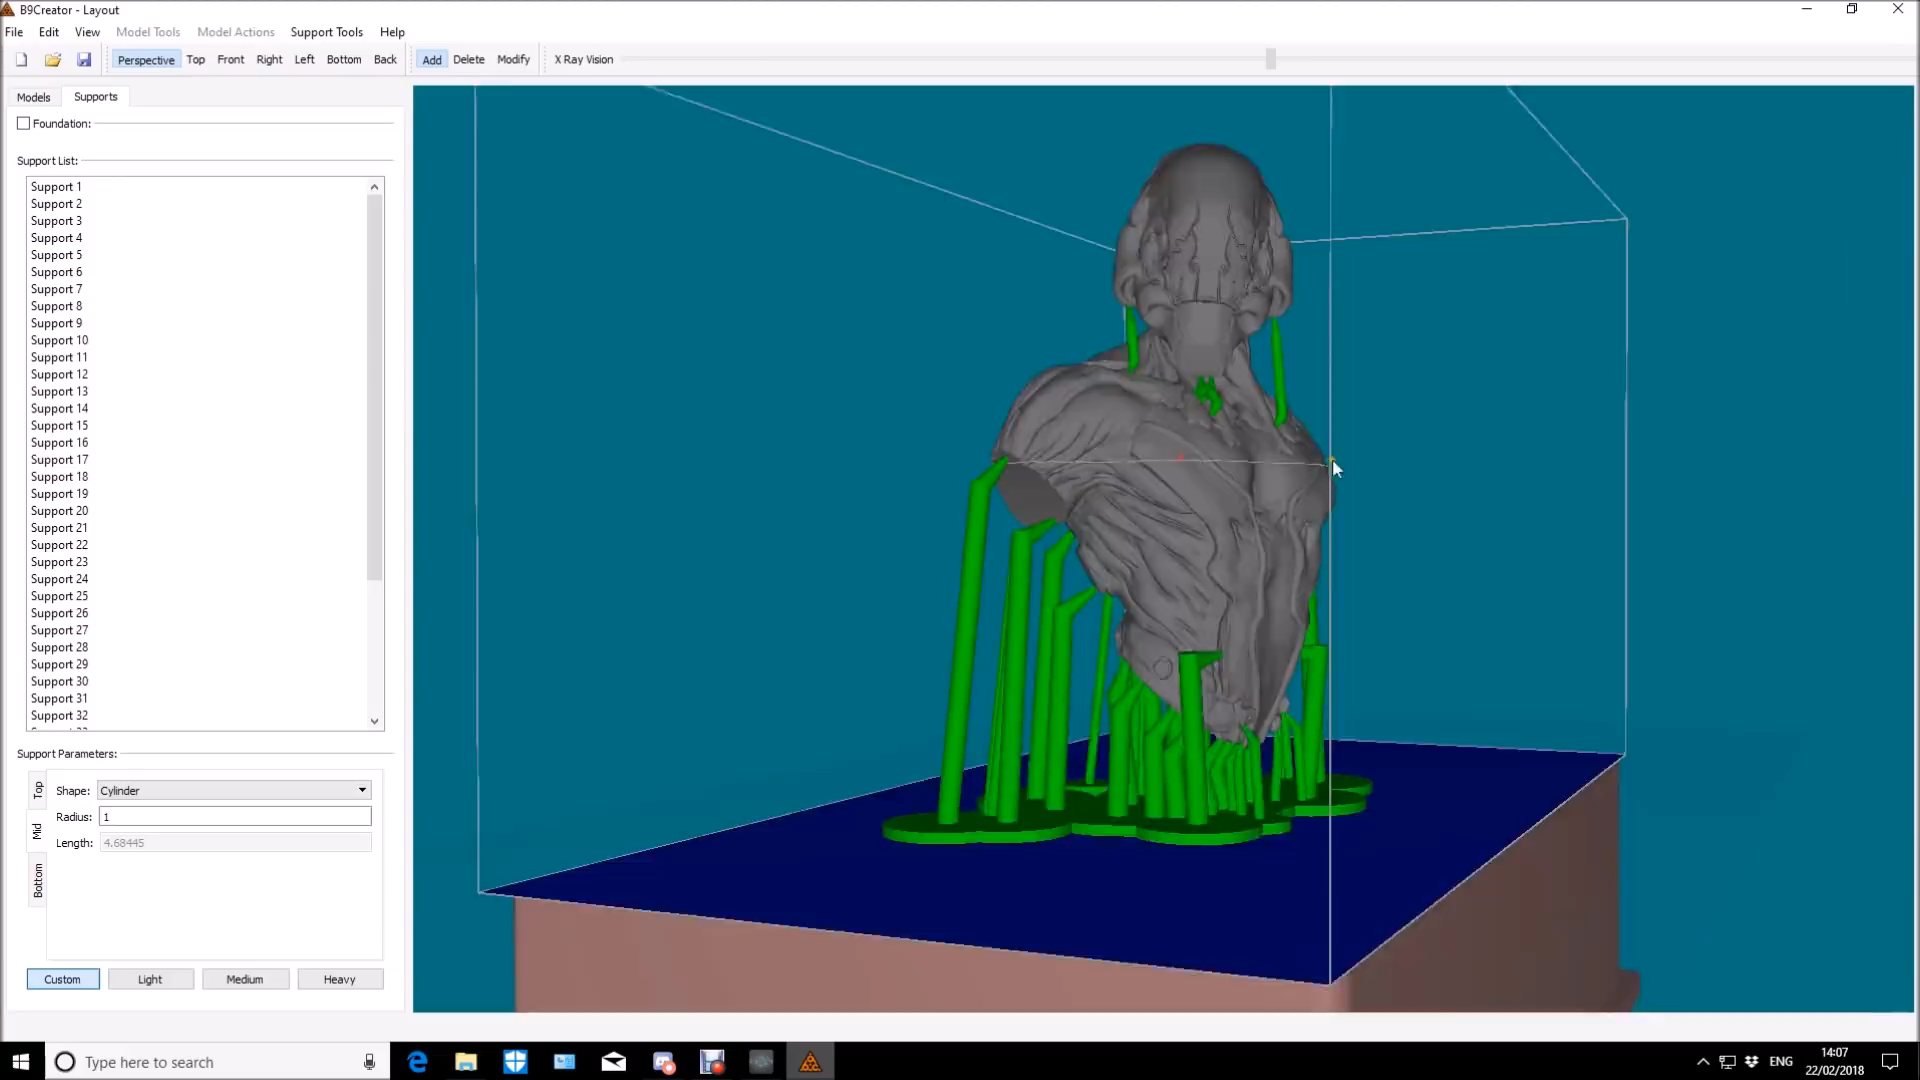 B9Creator - Layout
File Edit View Model Tools Model Actions Support Tools Help
Perspective Top Front Right Left Bottom Back Add Delete Modify X Ray Vision
Models Supports
Foundation:
Support List:
Support 1
Support 2
Support 3
Support 4
Support 5
Support 6
Support 7
Support 8
Support 9
Support 10
Support 11
Support 12
Support 13
Support 14
Support 15
Support 16
Support 17
Support 18
Support 19
Support 20
Support 21
Support 22
Support 23
Support 24
Support 25
Support 26
Support 27
Support 28
Support 29
Support 30
Support 31
Support 32
Support Parameters:
Top
Mid
Bottom
Shape: Cylinder
Radius: 1
Length: 4.68445
Custom Light Medium Heavy
Type here to search
ENG
14:07
22/02/2018